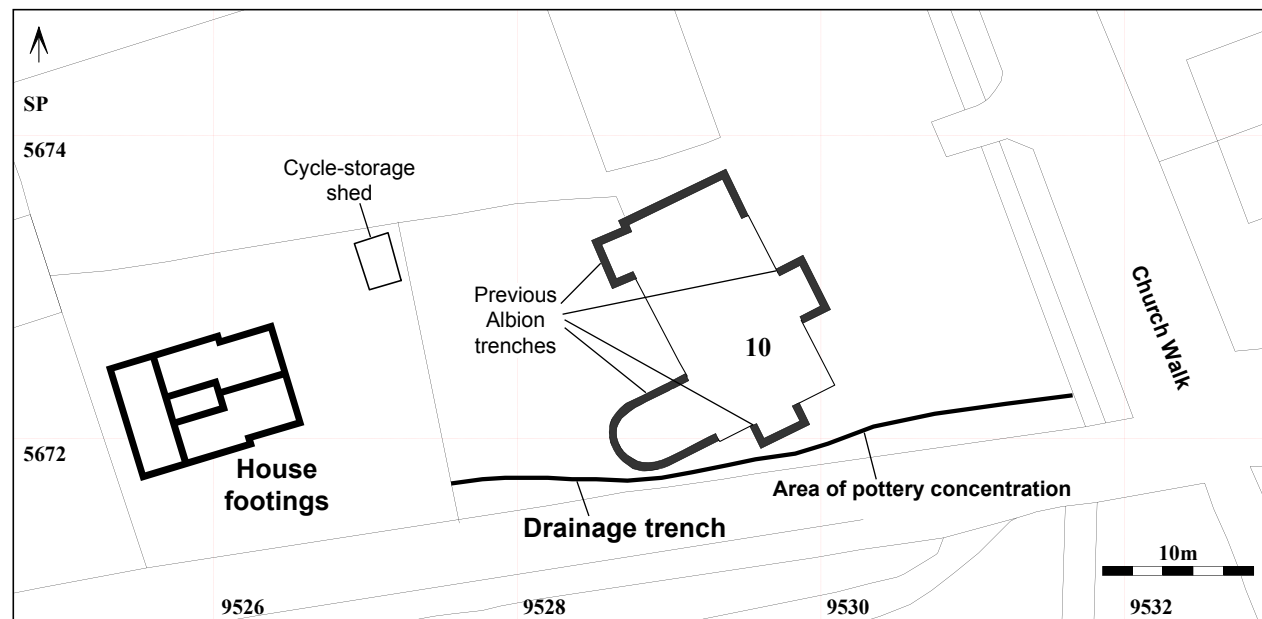 SP
5674
Cycle-storage
shed
Previous
Albion
trenches
10
Church Walk
5672
House
footings
Area of pottery concentration
Drainage trench
10m
9526
9528
9530
9532